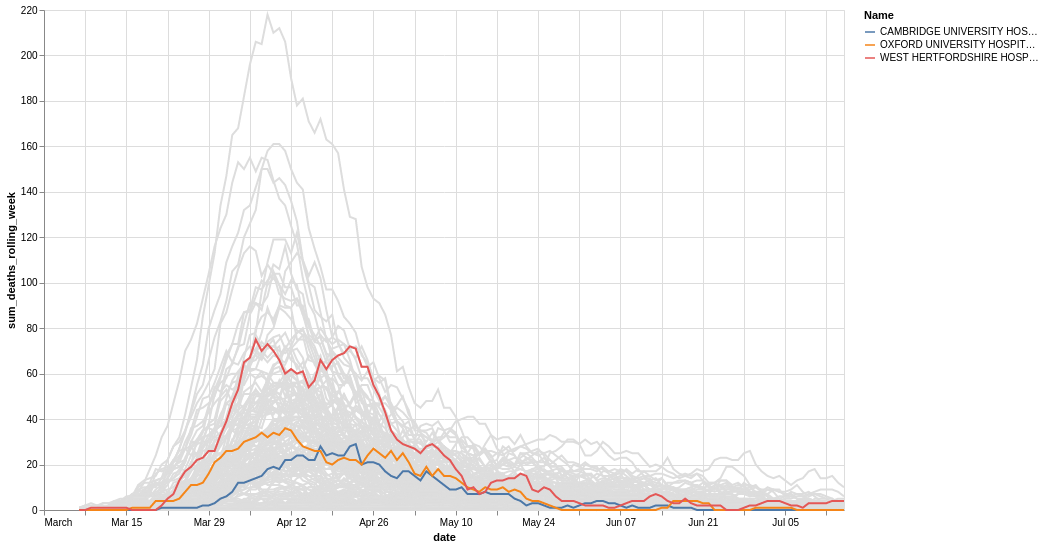 220
200
180
160
140
120
100
80
60
40
20
0
sum_deaths_rolling_week
March Mar 15 Mar 29 Apr 12 Apr 26 May 10 May 24 Jun 07 Jun 21 Jul 05
date
Name
CAMBRIDGE UNIVERSITY HOS…
OXFORD UNIVERSITY HOSPIT…
WEST HERTFORDSHIRE HOSP…